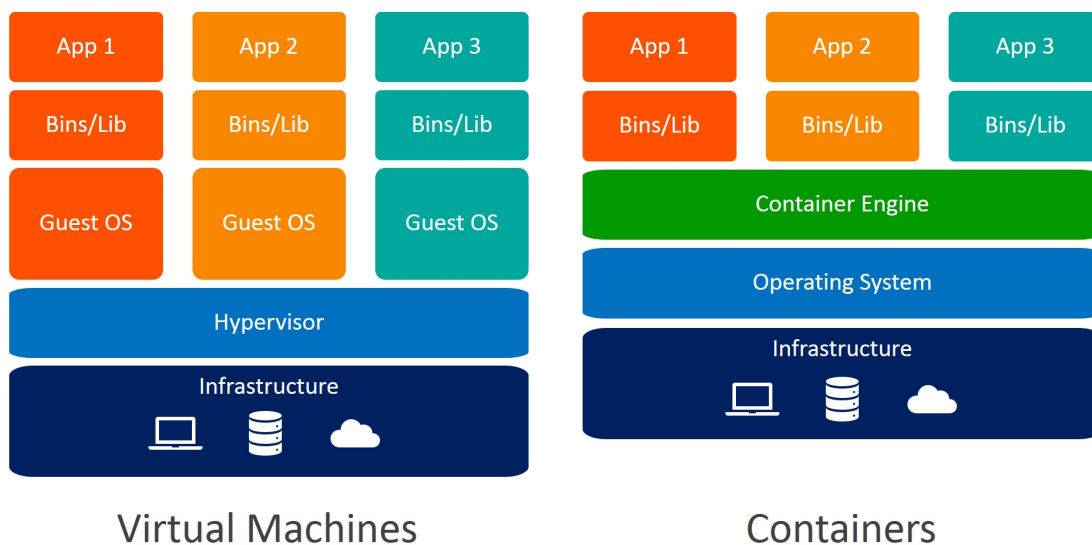 App 1
App 2
App 3
Bins/Lib
Bins/Lib
Bins/Lib
Guest OS
Guest OS
Guest OS
Hypervisor
Infrastructure
Virtual Machines
App 1
App 2
App 3
Bins/Lib
Bins/Lib
Bins/Lib
Container Engine
Operating System
Infrastructure
Containers